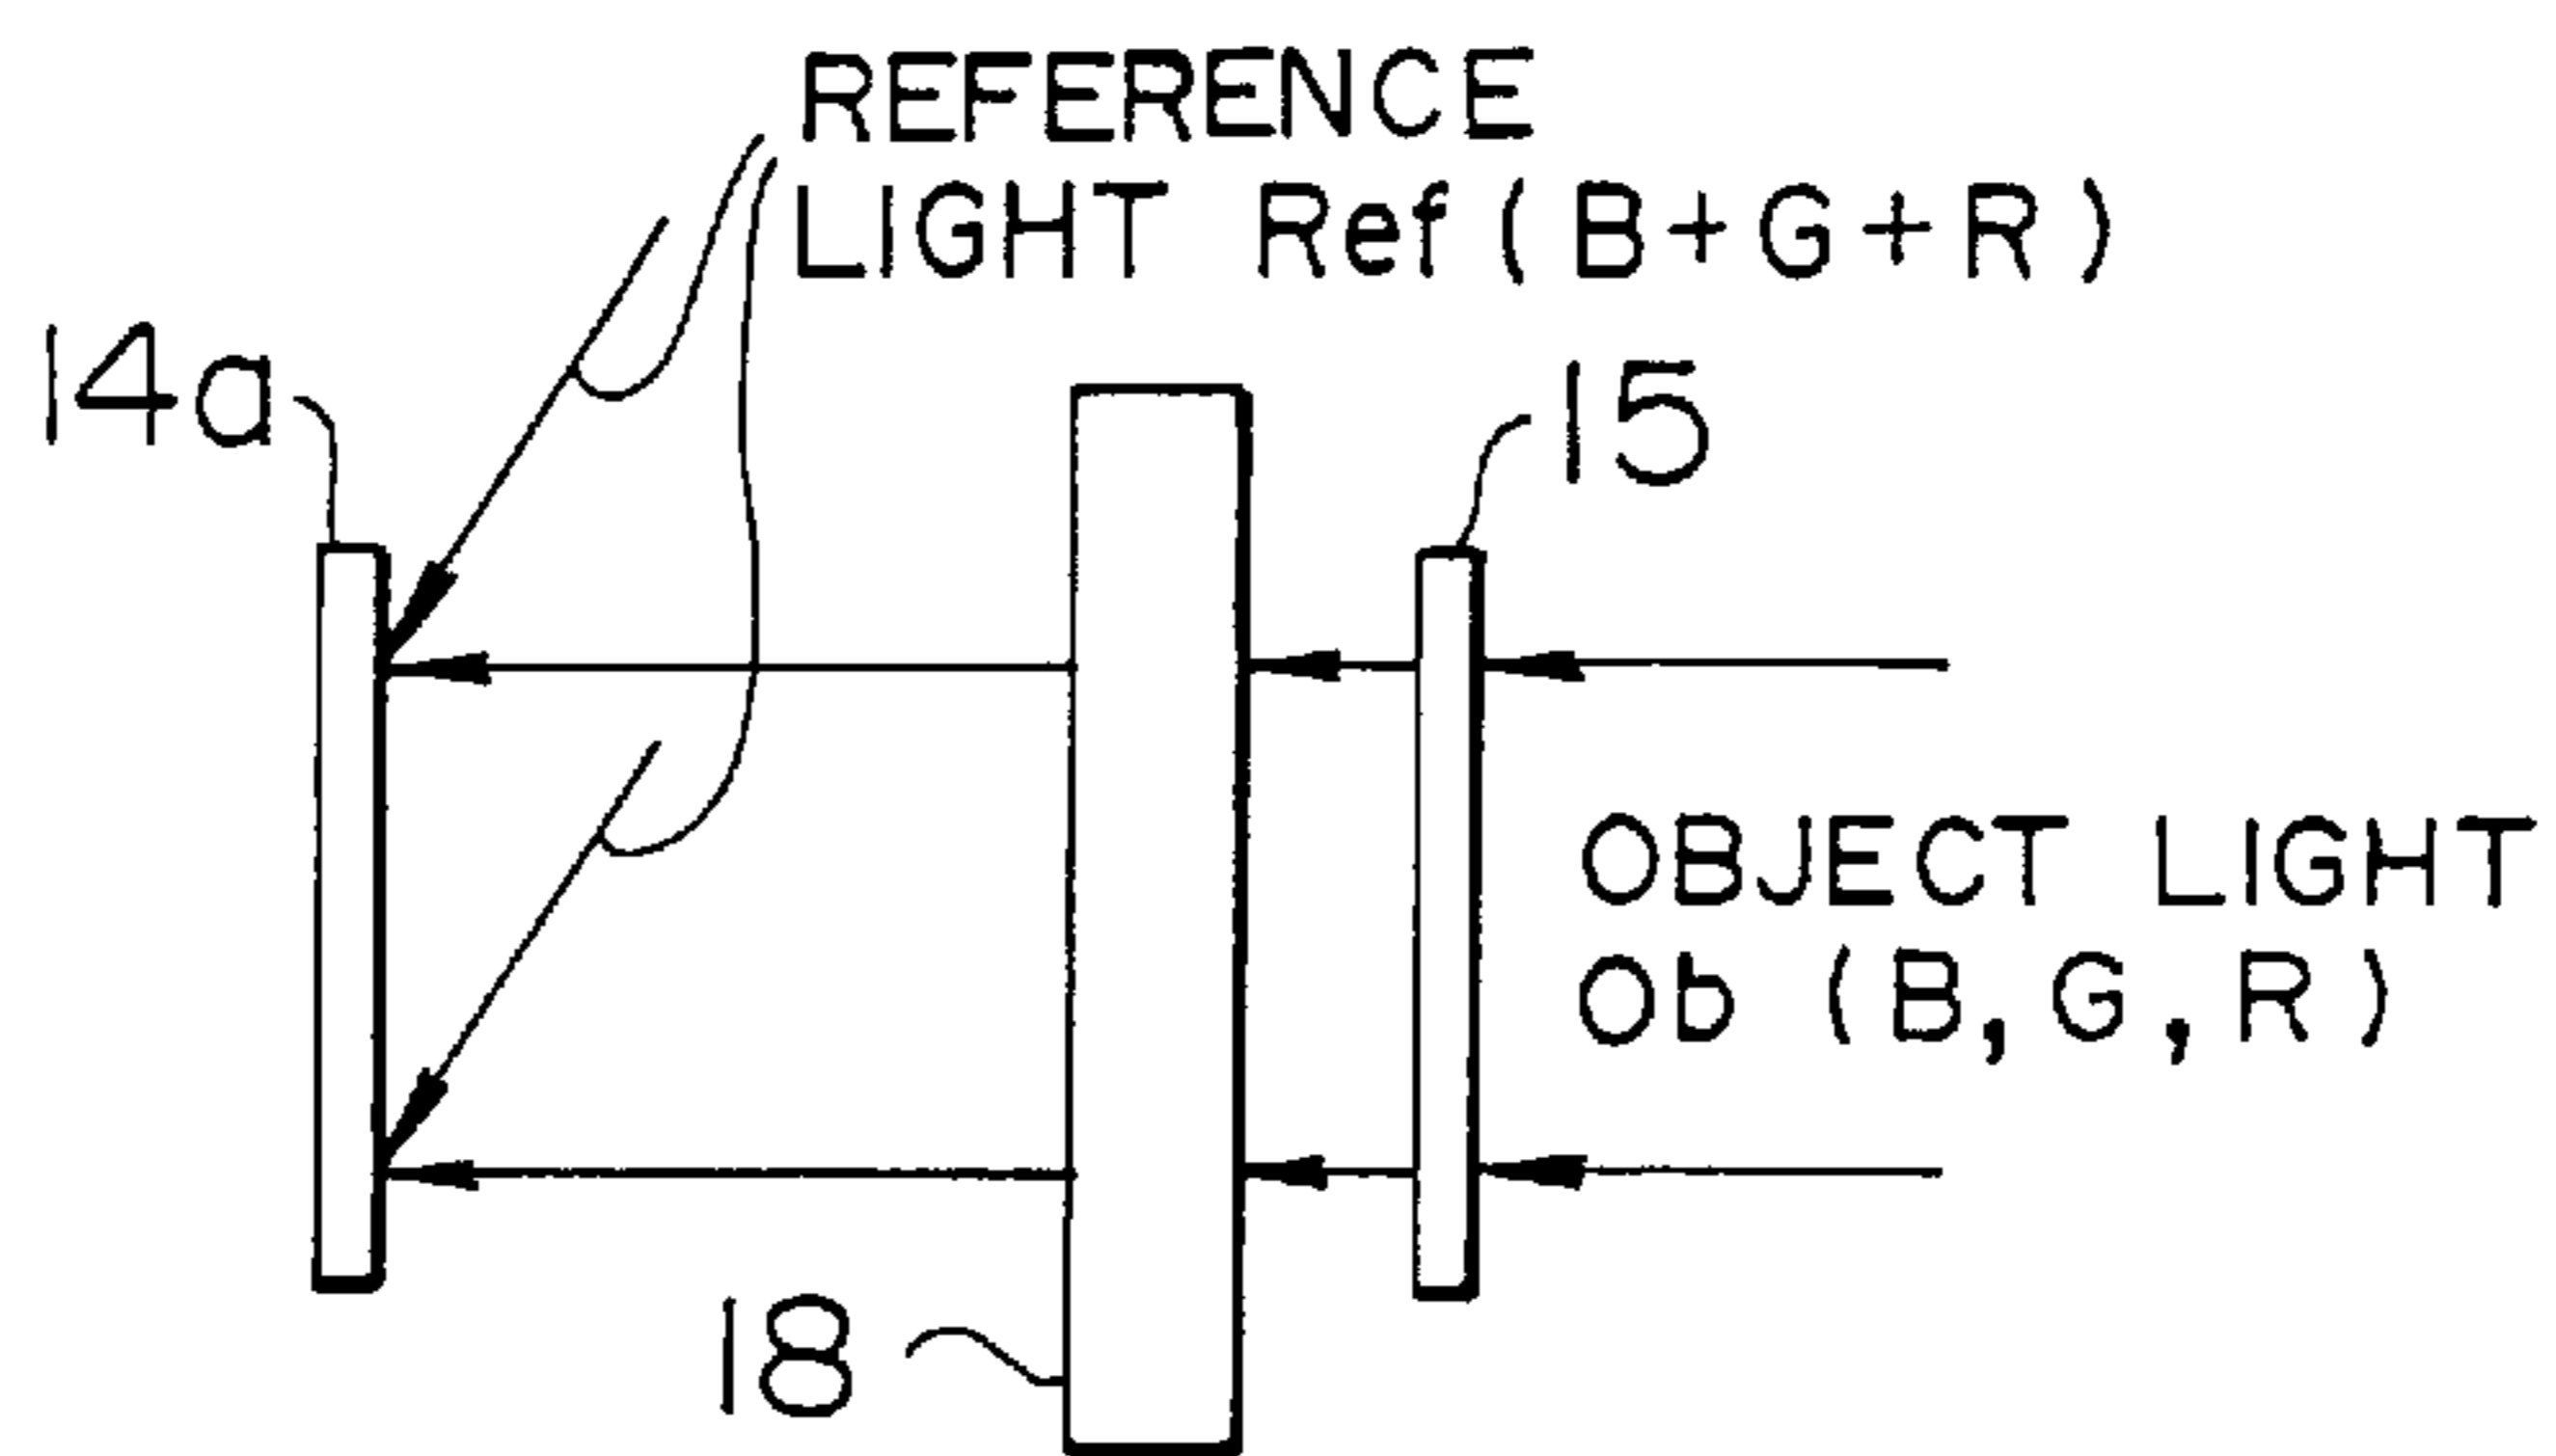 REFERENCE
LIGHT Ref (B+G+R)
14a
15
OBJECT LIGHT
Ob (B,G,R)
18